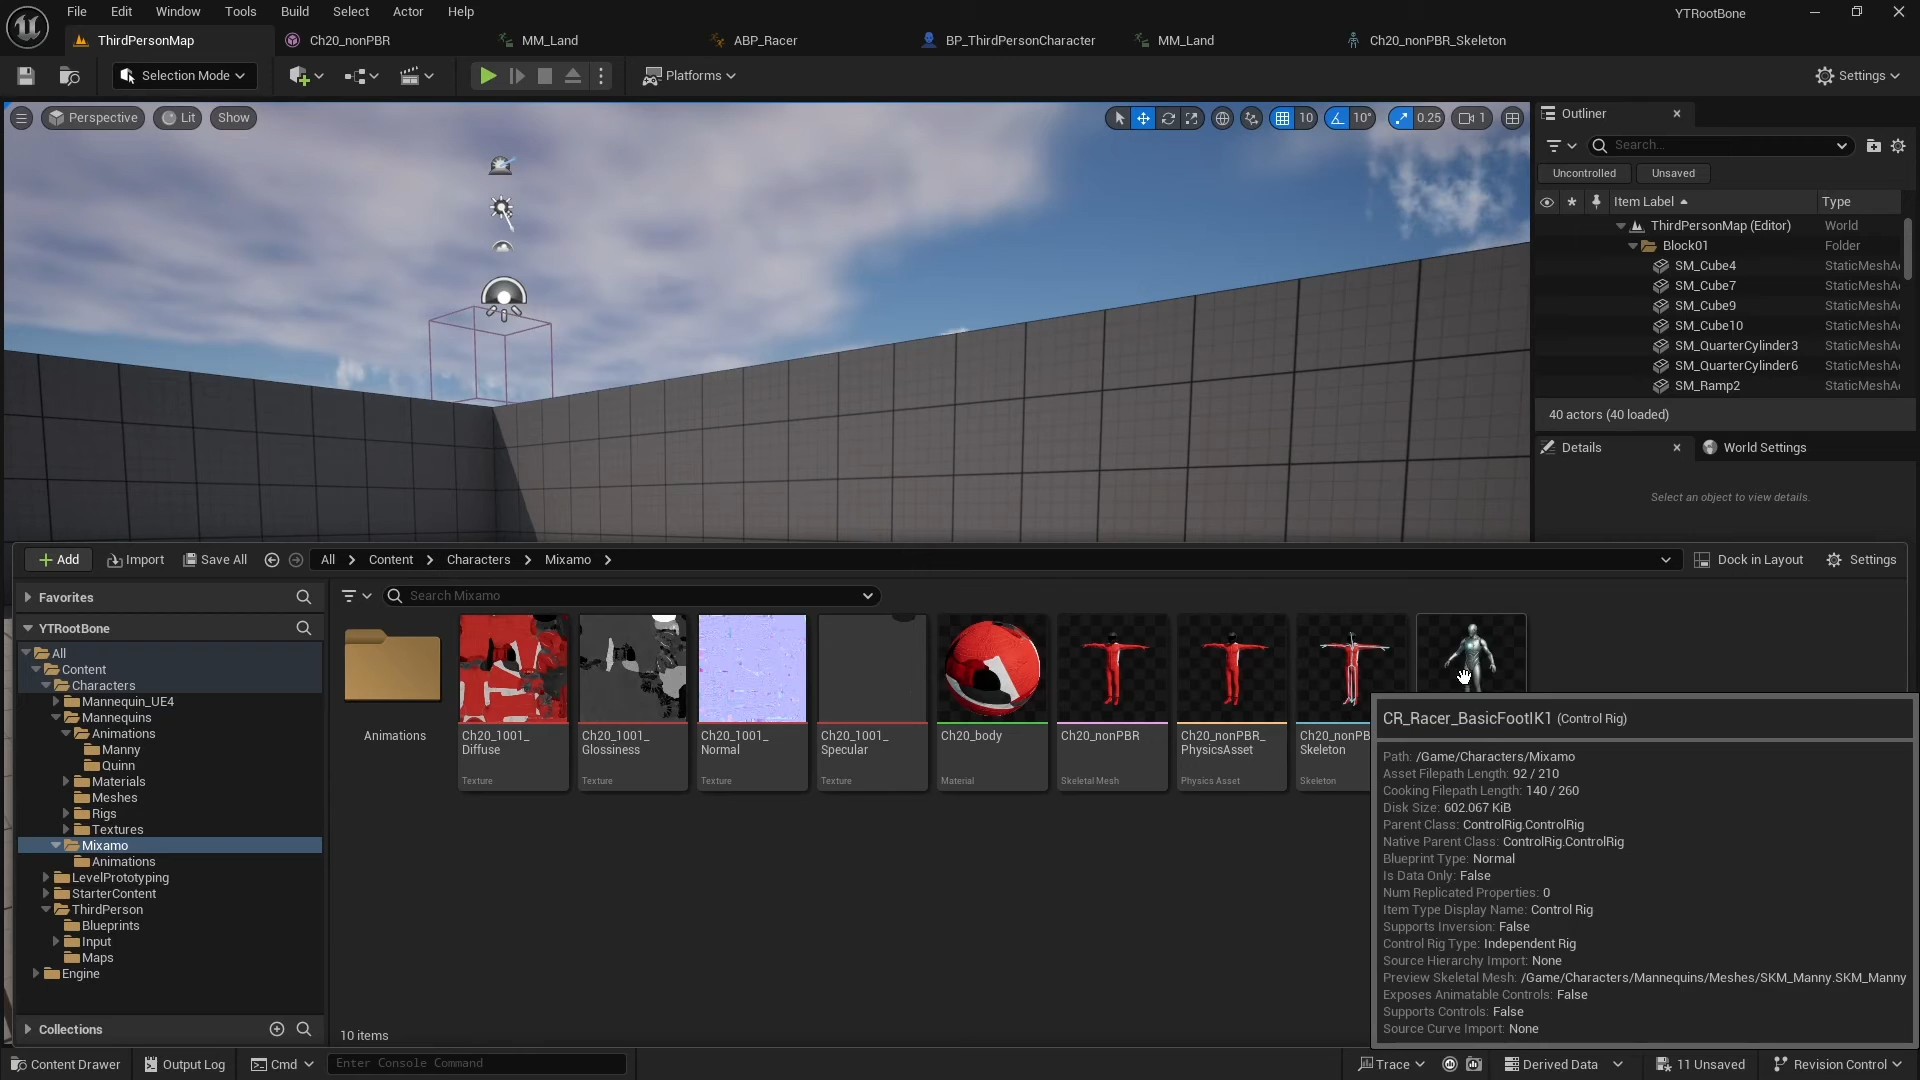 File Edit Window Tools Build Select Actor Help
YTRootBone
ThirdPersonMap Ch20_nonPBR MM_Land ABP_Racer BP_ThirdPersonCharacter MM_Land Ch20_nonPBR_Skeleton
Selection Mode Platforms Settings
Perspective Lit Show 10 10° 0.25 1
Outliner
Search...
Uncontrolled Unsaved
Item Label Type
ThirdPersonMap (Editor) World
Block01 Folder
SM_Cube4 StaticMeshA
SM_Cube7 StaticMeshA
SM_Cube9 StaticMeshA
SM_Cube10 StaticMeshA
SM_QuarterCylinder3 StaticMeshA
SM_QuarterCylinder6 StaticMeshA
SM_Ramp2 StaticMeshA
40 actors (40 loaded)
Details World Settings
Select an object to view details.
Add Import Save All All Content Characters Mixamo Dock in Layout Settings
Favorites
YTRootBone
All
Content
Characters
Mannequin_UE4
Mannequins
Animations
Manny
Quinn
Materials
Meshes
Rigs
Textures
Mixamo
Animations
LevelPrototyping
StarterContent
ThirdPerson
Blueprints
Input
Maps
Engine
Collections
Search Mixamo
Animations
Ch20_1001_
Diffuse
Texture
Ch20_1001_
Glossiness
Texture
Ch20_1001_
Normal
Texture
Ch20_1001_
Specular
Texture
Ch20_body
Material
Ch20_nonPBR
Skeletal Mesh
Ch20_nonPBR_
PhysicsAsset
Physics Asset
Ch20_nonPB
Skeleton
Skeleton
10 items
CR_Racer_BasicFootIK1 (Control Rig)
Path: /Game/Characters/Mixamo
Asset Filepath Length: 92 / 210
Cooking Filepath Length: 140 / 260
Disk Size: 602.067 KiB
Parent Class: ControlRig.ControlRig
Native Parent Class: ControlRig.ControlRig
Blueprint Type: Normal
Is Data Only: False
Num Replicated Properties: 0
Item Type Display Name: Control Rig
Supports Inversion: False
Control Rig Type: Independent Rig
Source Hierarchy Import: None
Preview Skeletal Mesh: /Game/Characters/Mannequins/Meshes/SKM_Manny.SKM_Manny
Exposes Animatable Controls: False
Supports Controls: False
Source Curve Import: None
Content Drawer Output Log Cmd Enter Console Command Trace Derived Data 11 Unsaved Revision Control